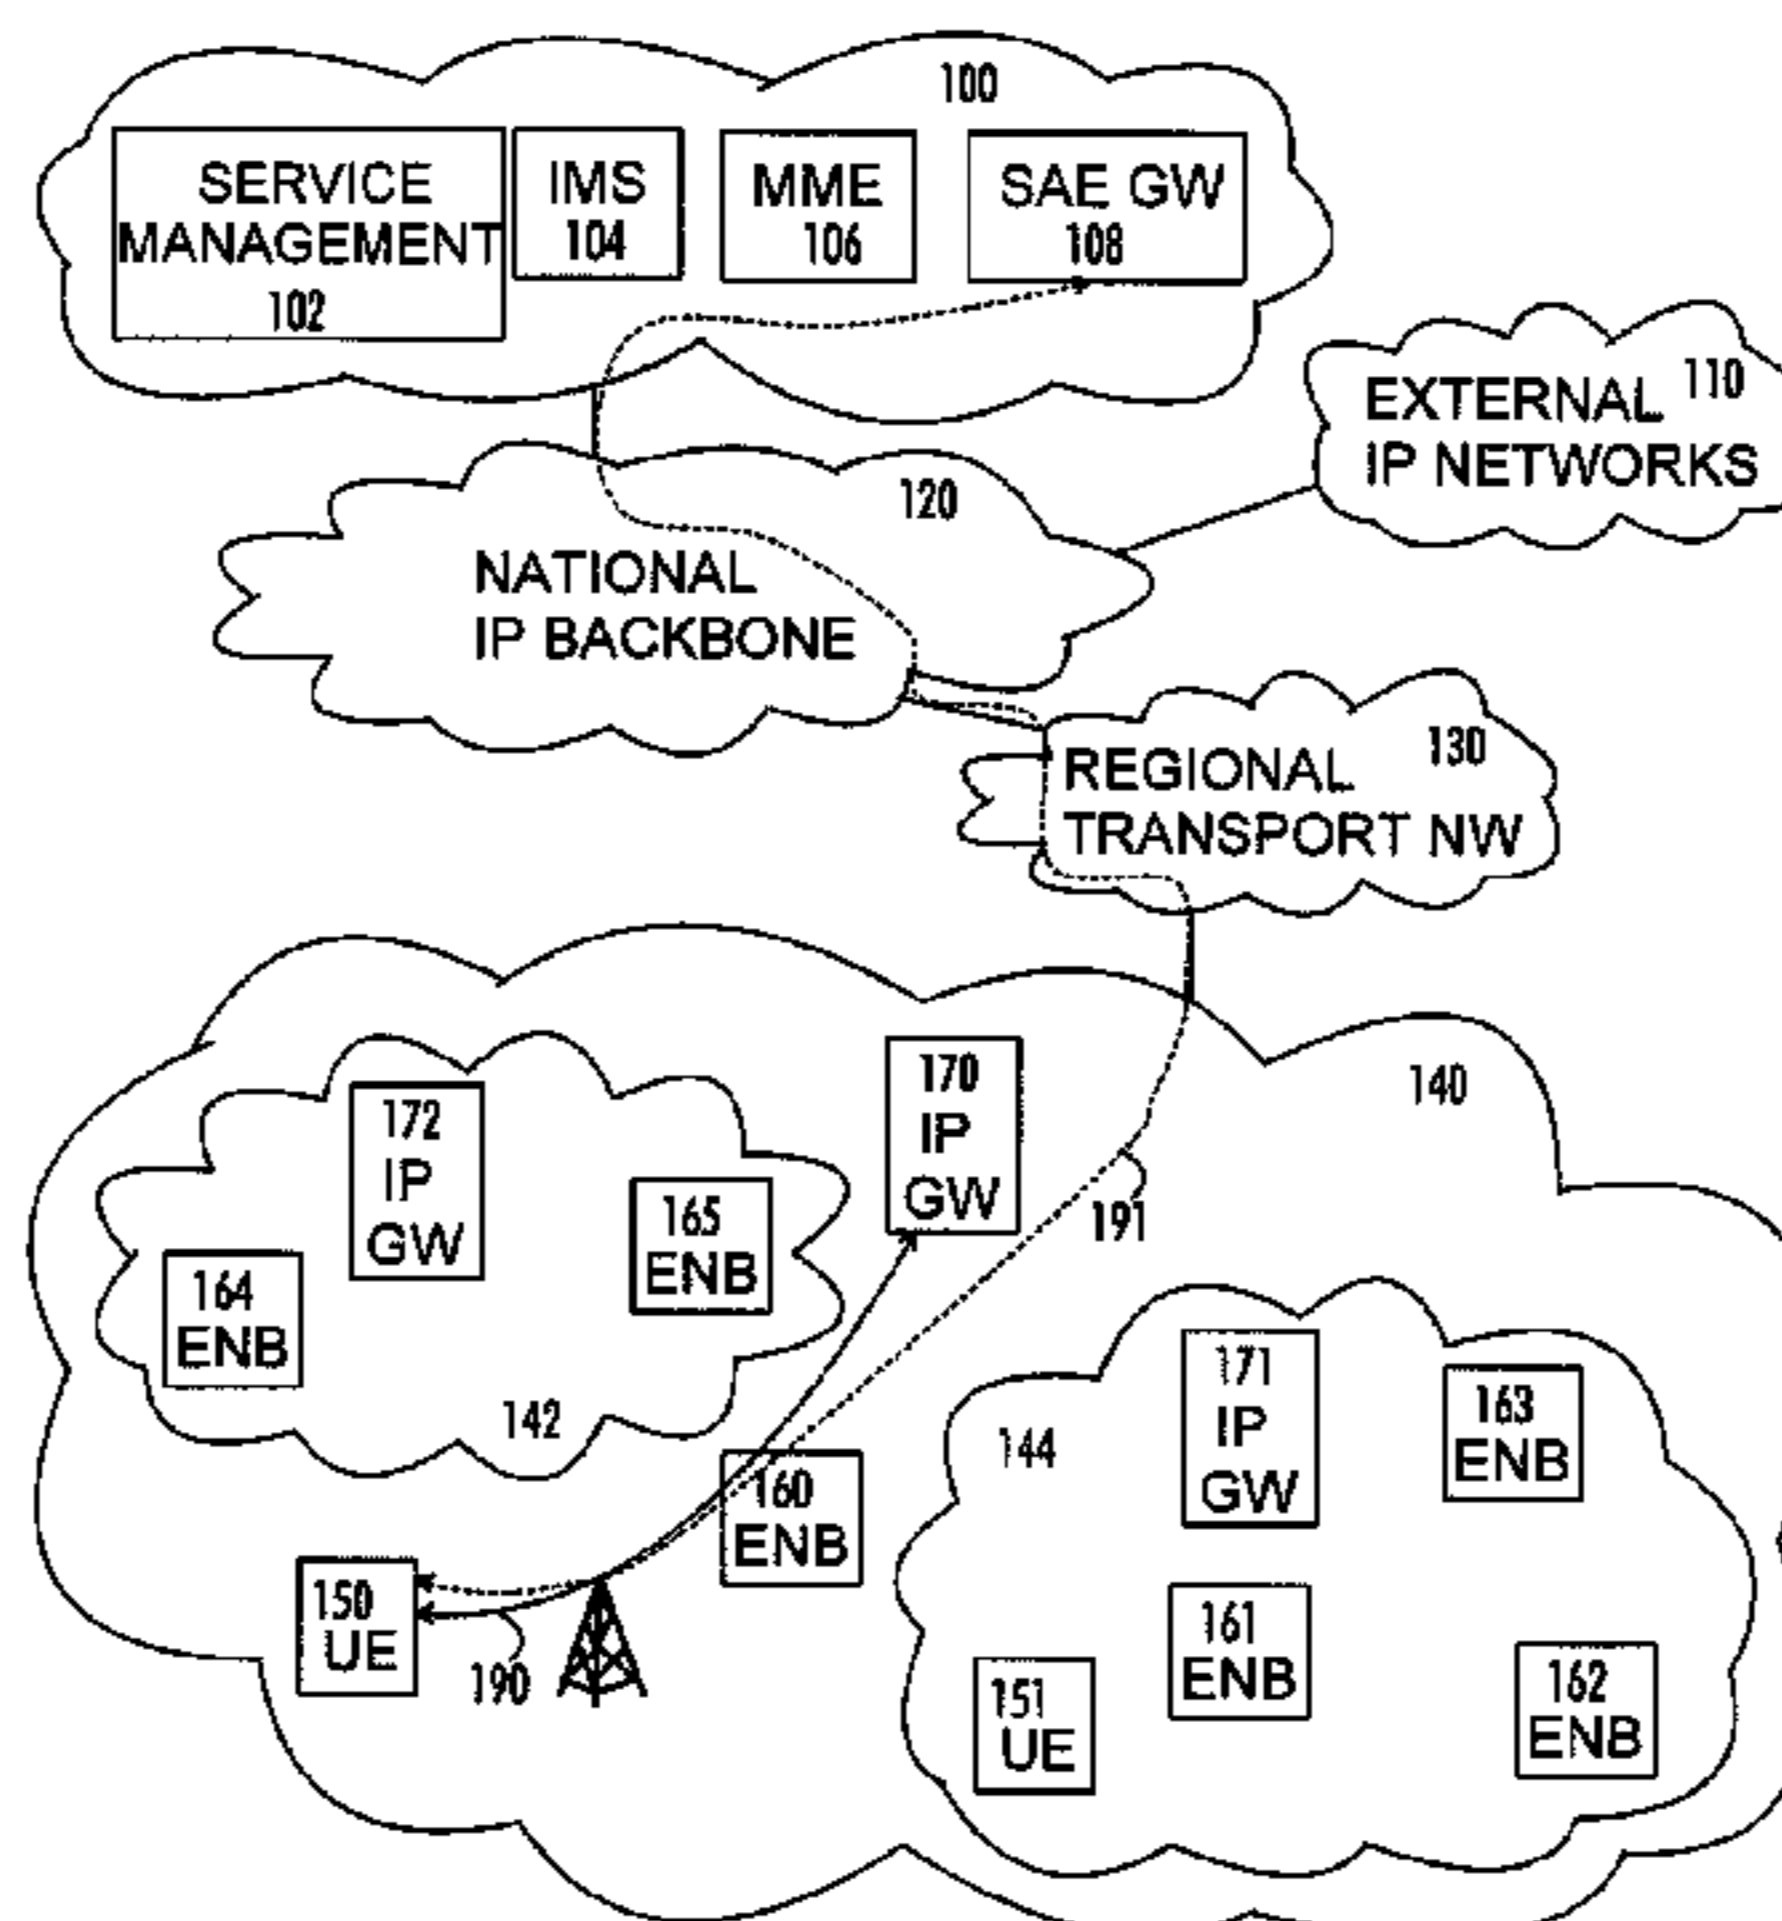 100
SERVICE
MANAGEMENT
102
IMS
104
MME
106
SAE GW
108
110
EXTERNAL
IP NETWORKS
120
NATIONAL
IP BACKBONE
130
REGIONAL
TRANSPORT NW
140
170
IP
GW
172
IP
GW
165
ENB
164
ENB
142
191
171
IP
GW
163
ENB
144
160
ENB
150
UE
190
161
ENB
151
UE
162
ENB